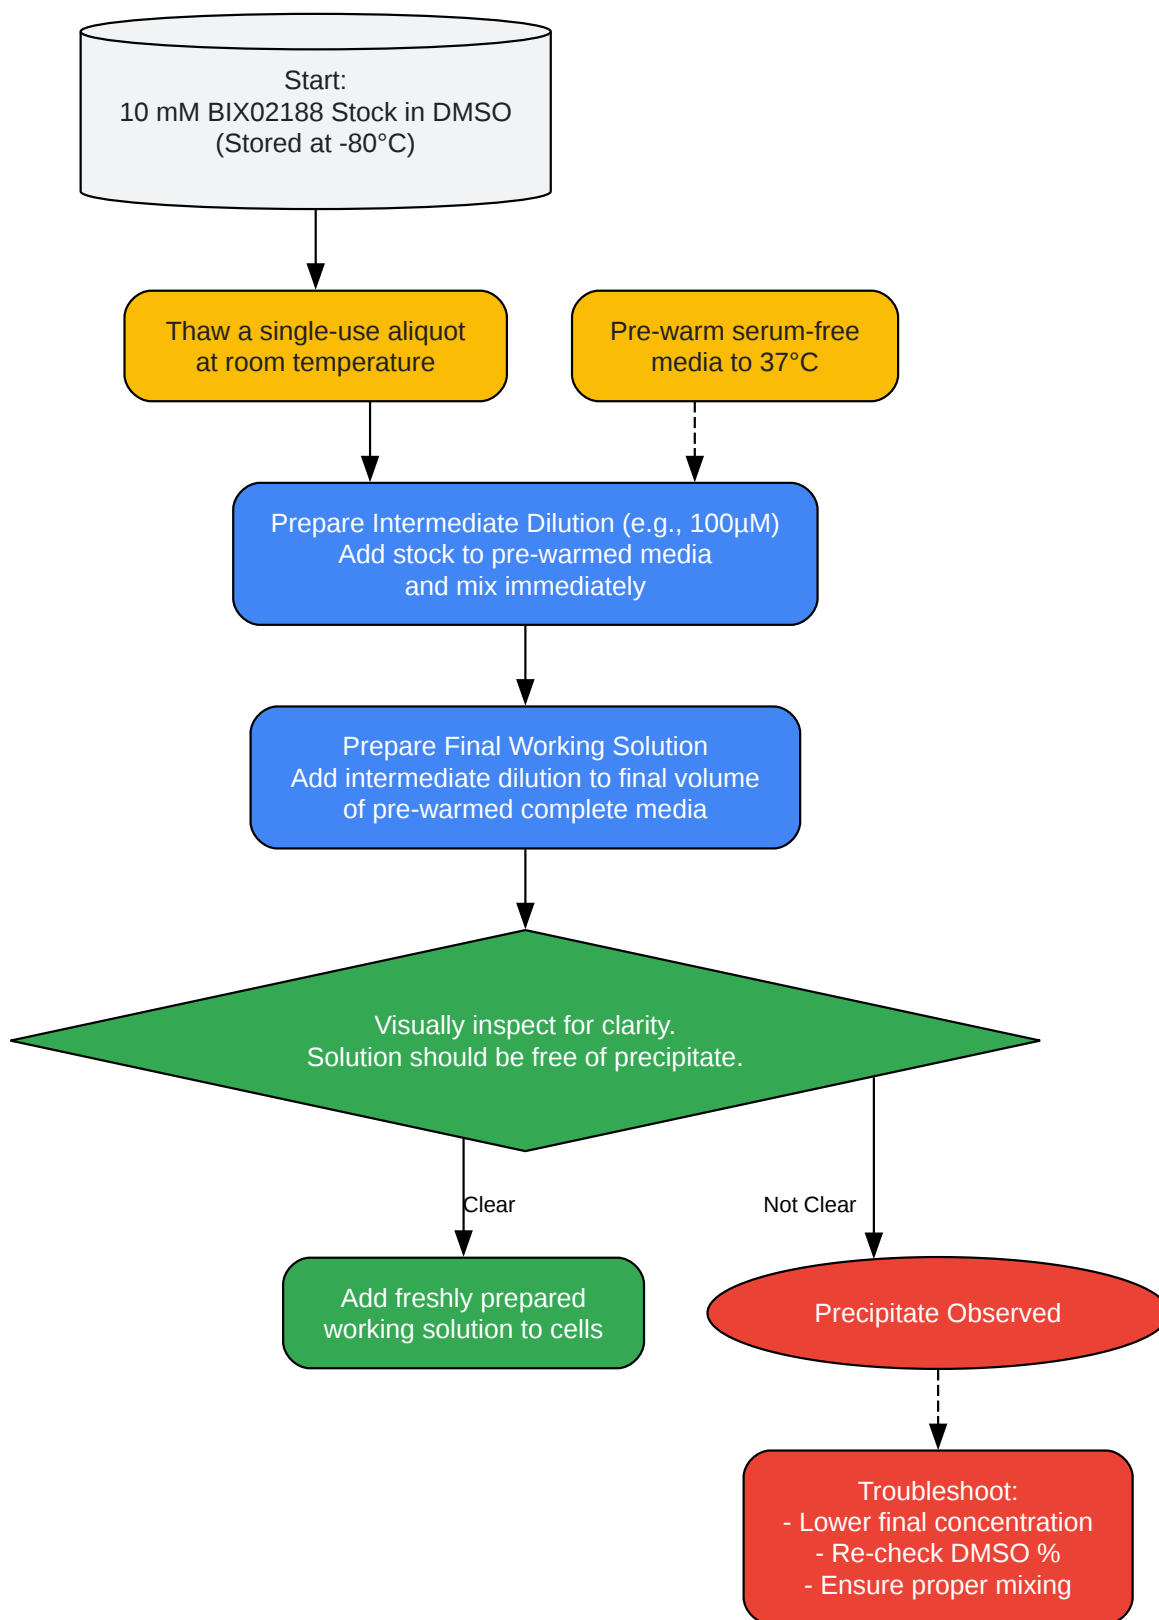 Start:
10 mM BIX02188 Stock in DMSO
(Stored at -80°C)
Thaw a single-use aliquot
at room temperature
Pre-warm serum-free
media to 37°C
Prepare Intermediate Dilution (e.g., 100µM)
Add stock to pre-warmed media
and mix immediately
Prepare Final Working Solution
Add intermediate dilution to final volume
of pre-warmed complete media
Visually inspect for clarity.
Solution should be free of precipitate.
Clear
Not Clear
Add freshly prepared
working solution to cells
Precipitate Observed
Troubleshoot:
- Lower final concentration
- Re-check DMSO %
- Ensure proper mixing